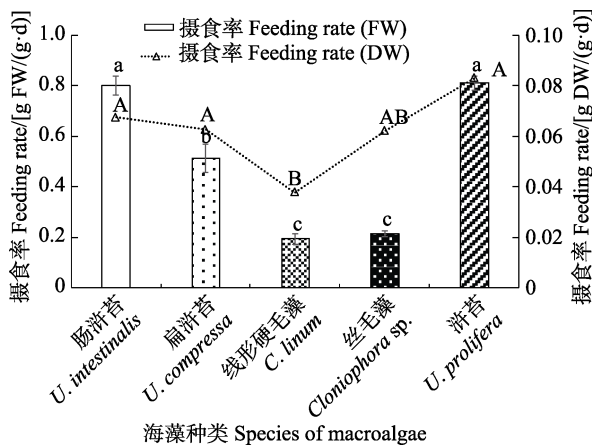 摄食率 Feeding rate (FW)
摄食率 Feeding rate (DW)
摄食率 Feeding rate/[g FW/(g·d)]
1.0
0.8
0.6
0.4
0.2
0
摄食率 Feeding rate/[g DW/(g·d)]
0.10
0.08
0.06
0.04
0.02
0
a
A
A
b
B
c
AB
c
a
A
肠浒苔
U. intestinalis
扁浒苔
U. compressa
线形硬毛藻
C. linum
丝毛藻
Cloniophora sp.
浒苔
U. prolifera
海藻种类 Species of macroalgae